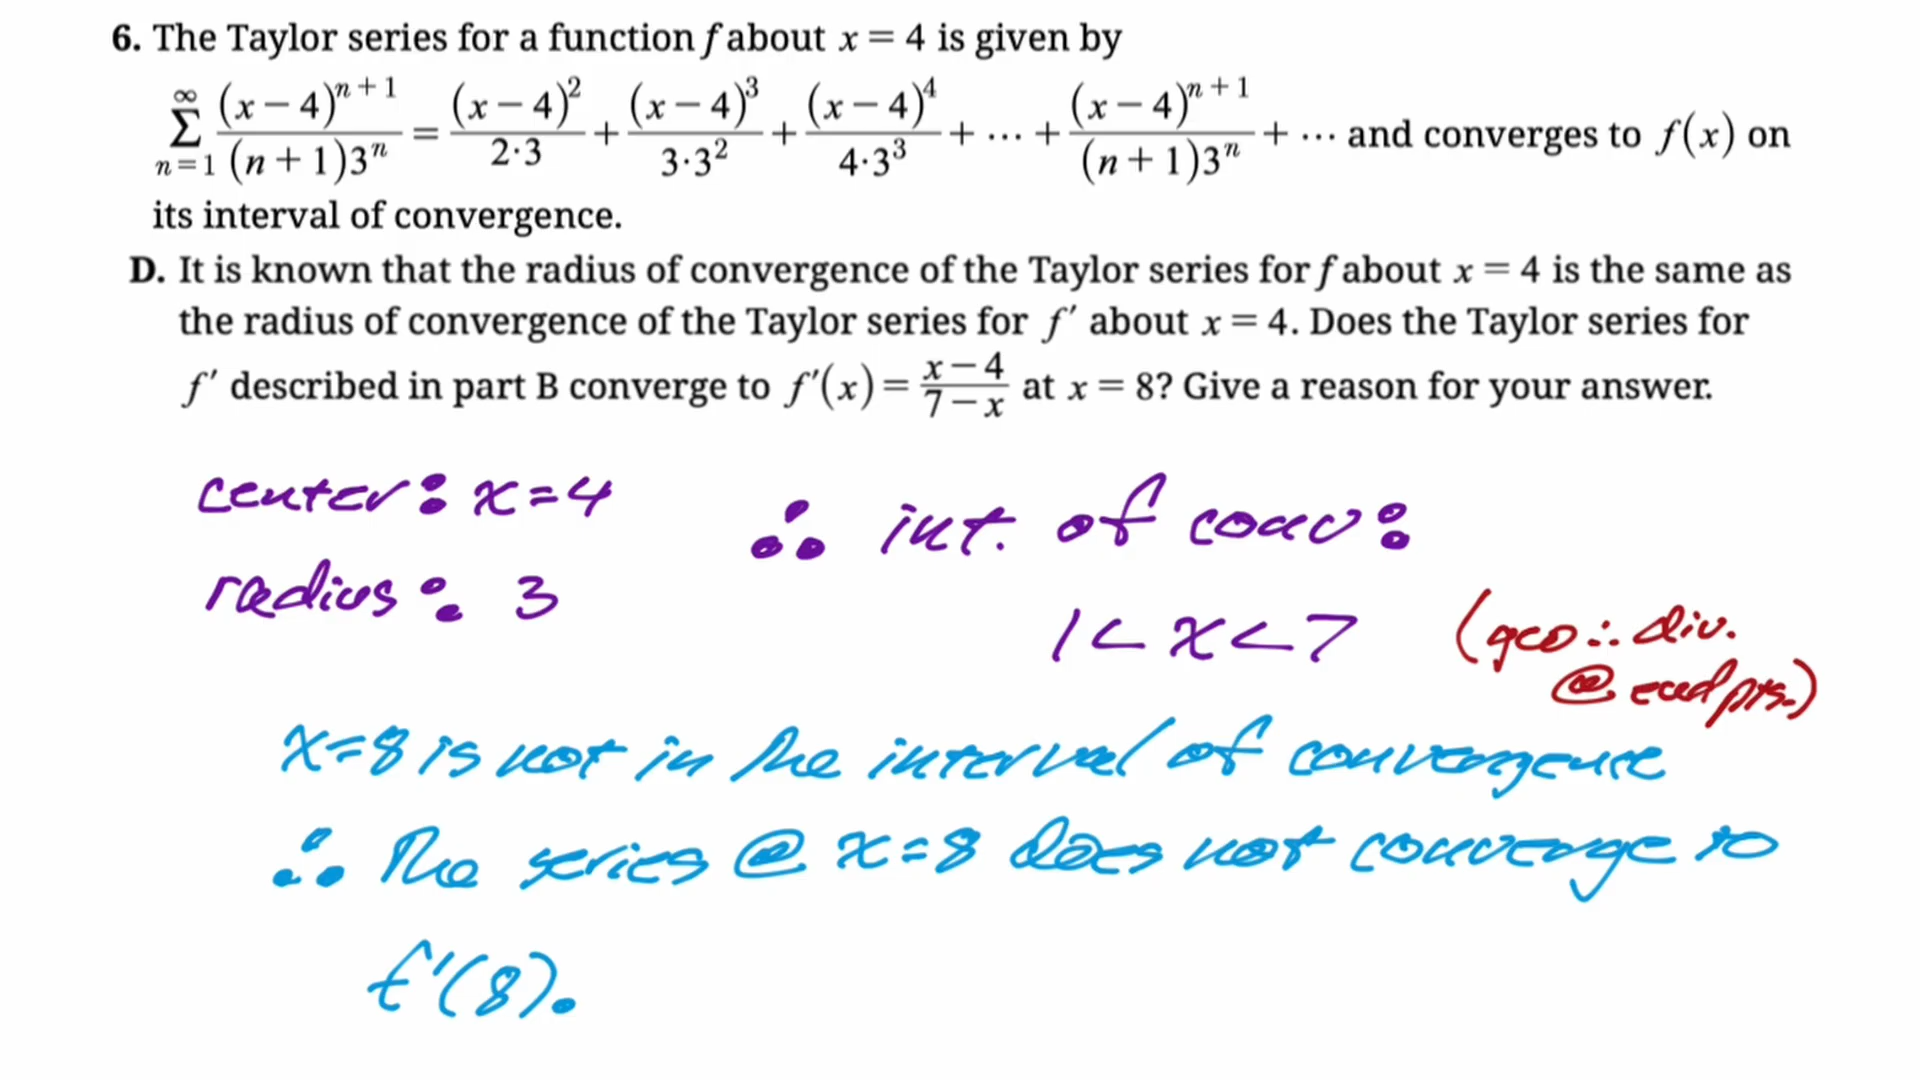 6. The Taylor series for a function f about x = 4 is given by
∞ Σ n=1 (x − 4)^(n+1) / (n + 1)3^n = (x − 4)^2 / 2·3 + (x − 4)^3 / 3·3^2 + (x − 4)^4 / 4·3^3 + ··· + (x − 4)^(n+1) / (n + 1)3^n + ··· and converges to f(x) on
its interval of convergence.
D. It is known that the radius of convergence of the Taylor series for f about x = 4 is the same as
the radius of convergence of the Taylor series for f′ about x = 4. Does the Taylor series for
f′ described in part B converge to f′(x) = (x − 4)/(7 − x) at x = 8? Give a reason for your answer.
center: x=4
radius: 3
∴ int. of conv:
1<x<7
(geo ∴ div.
@ endpts.)
x=8 is not in the interval of convergence
∴ the series @ x=8 does not converge to
f'(8).